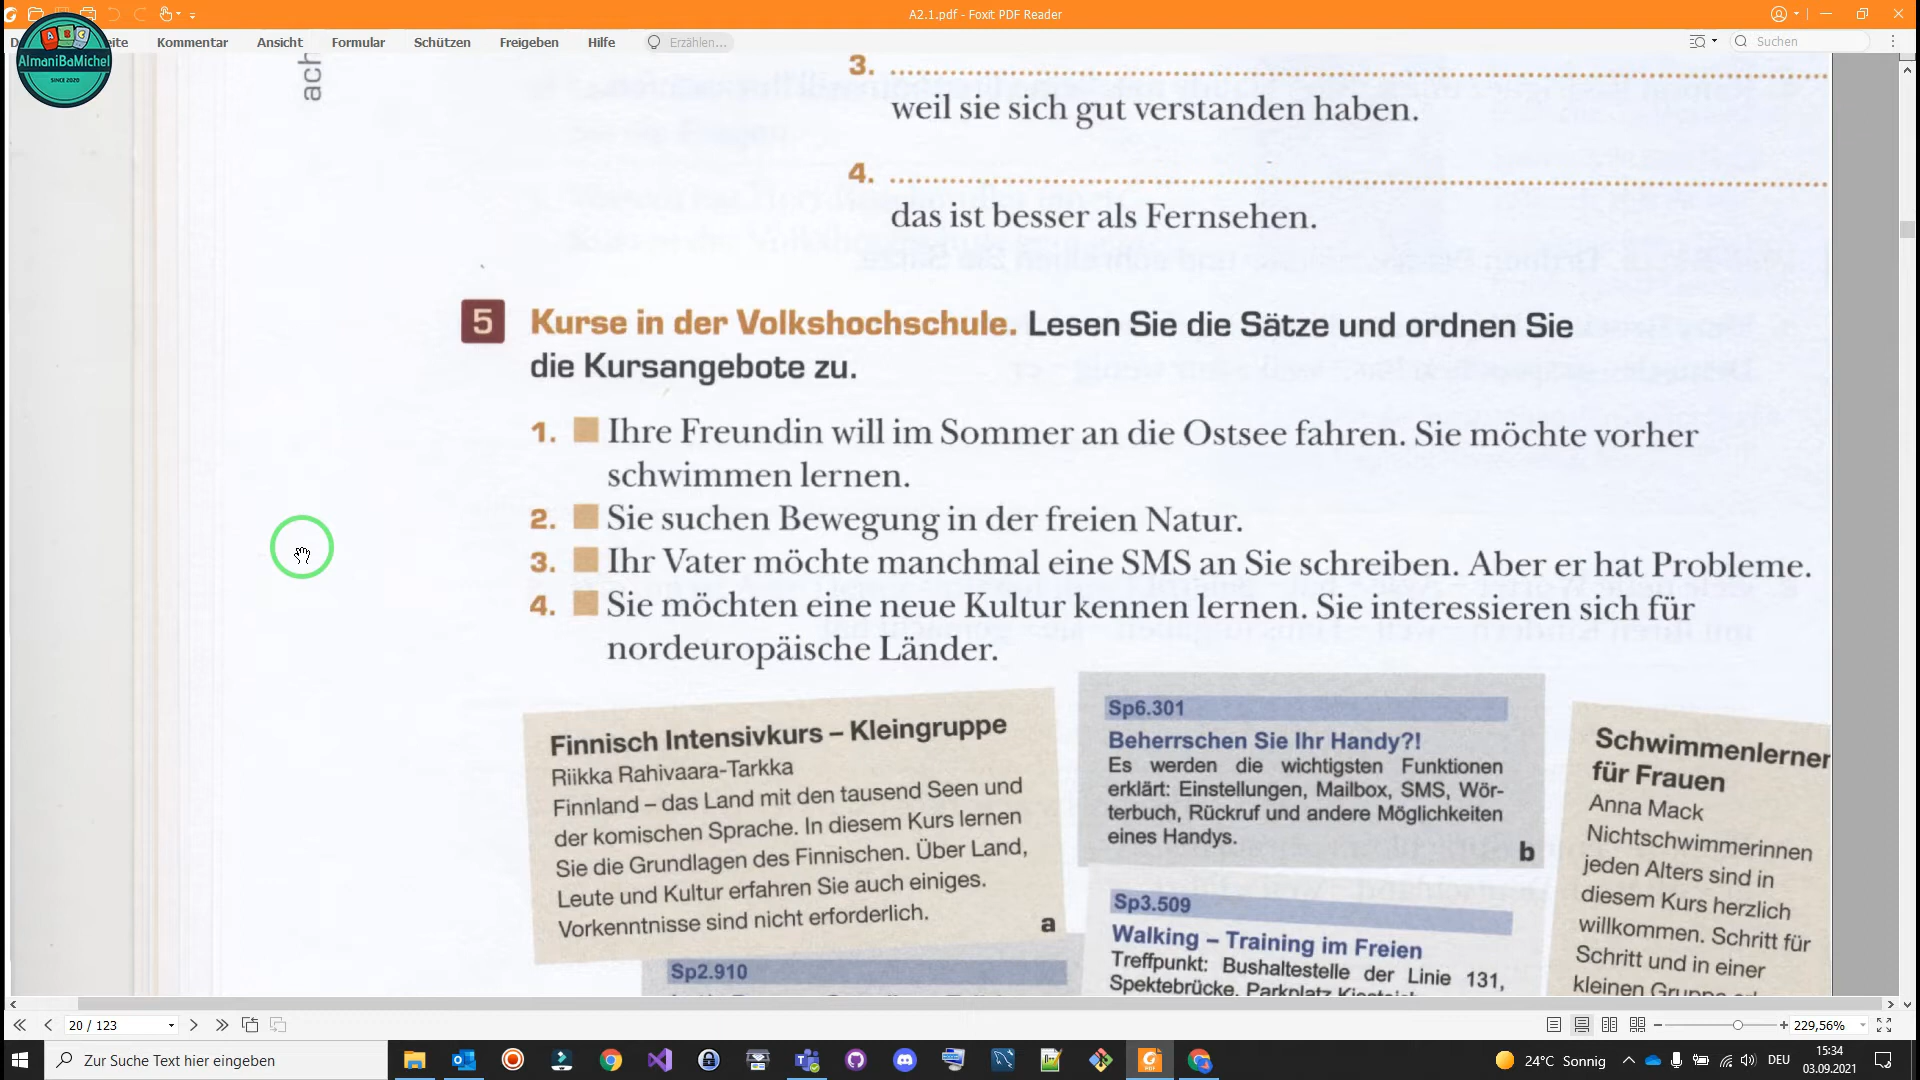 A2.1.pdf - Foxit PDF Reader
Kommentar Ansicht Formular Schützen Freigeben Hilfe Erzählen... Suchen
ABC
AlmaniBaMichel
SINCE 2020
ach
3.
weil sie sich gut verstanden haben.
4.
das ist besser als Fernsehen.
5 Kurse in der Volkshochschule. Lesen Sie die Sätze und ordnen Sie
die Kursangebote zu.
1. Ihre Freundin will im Sommer an die Ostsee fahren. Sie möchte vorher
schwimmen lernen.
2. Sie suchen Bewegung in der freien Natur.
3. Ihr Vater möchte manchmal eine SMS an Sie schreiben. Aber er hat Probleme.
4. Sie möchten eine neue Kultur kennen lernen. Sie interessieren sich für
nordeuropäische Länder.
Finnisch Intensivkurs – Kleingruppe
Riikka Rahivaara-Tarkka
Finnland – das Land mit den tausend Seen und
der komischen Sprache. In diesem Kurs lernen
Sie die Grundlagen des Finnischen. Über Land,
Leute und Kultur erfahren Sie auch einiges.
Vorkenntnisse sind nicht erforderlich.
a
Sp2.910
Sp6.301
Beherrschen Sie Ihr Handy?!
Es werden die wichtigsten Funktionen
erklärt: Einstellungen, Mailbox, SMS, Wör-
terbuch, Rückruf und andere Möglichkeiten
eines Handys.
b
Sp3.509
Walking – Training im Freien
Treffpunkt: Bushaltestelle der Linie 131,
Spektebrücke, Parkplatz
Schwimmenlernen
für Frauen
Anna Mack
Nichtschwimmerinnen
jeden Alters sind in
diesem Kurs herzlich
willkommen. Schritt für
Schritt und in einer
kleinen
20 / 123
229,56%
Zur Suche Text hier eingeben
24°C Sonnig
DEU
15:34
03.09.2021